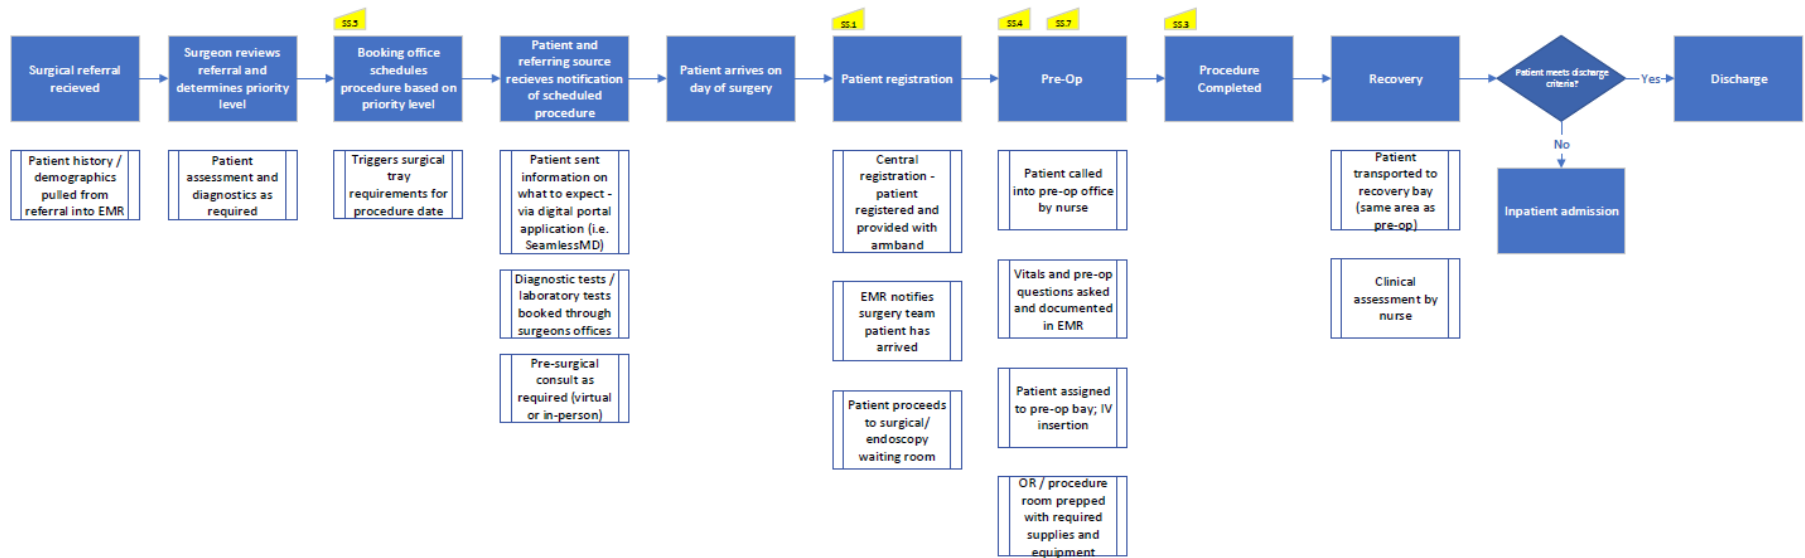 SS.5
SS.1
SS.4
SS.7
SS.3
Surgical referral
recieved
Surgeon reviews
referral and
determines priority
level
Booking office
schedules
procedure based on
priority level
Patient and
referring source
recieves notification
of scheduled
procedure
Patient arrives on
day of surgery
Patient registration
Pre-Op
Procedure
Completed
Recovery
Patient meets discharge
criteria?
Yes
Discharge
No
Inpatient admission
Patient history /
demographics
pulled from
referral into EMR
Patient
assessment and
diagnostics as
required
Triggers surgical
tray
requirements for
procedure date
Patient sent
information on
what to expect -
via digital portal
application (i.e.
SeamlessMD)
Diagnostic tests /
laboratory tests
booked through
surgeons offices
Pre-surgical
consult as
required (virtual
or in-person)
Central
registration -
patient
registered and
provided with
armband
EMR notifies
surgery team
patient has
arrived
Patient proceeds
to surgical/
endoscopy
waiting room
Patient called
into pre-op office
by nurse
Vitals and pre-op
questions asked
and documented
in EMR
Patient assigned
to pre-op bay; IV
insertion
OR / procedure
room prepped
with required
supplies and
equipment
Patient
transported to
recovery bay
(same area as
pre-op)
Clinical
assessment by
nurse